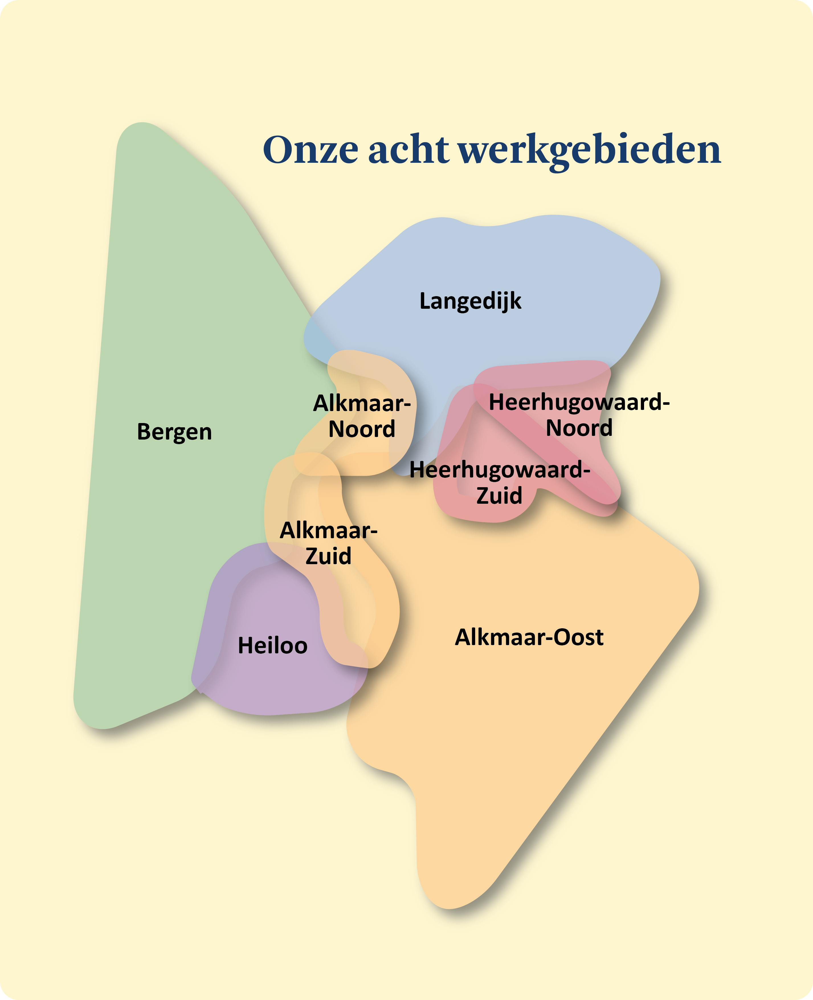 Onze acht werkgebieden
Langedijk
Alkmaar-
Noord
Heerhugowaard-
Noord
Bergen
Heerhugowaard-
Zuid
Alkmaar-
Zuid
Heiloo
Alkmaar-Oost